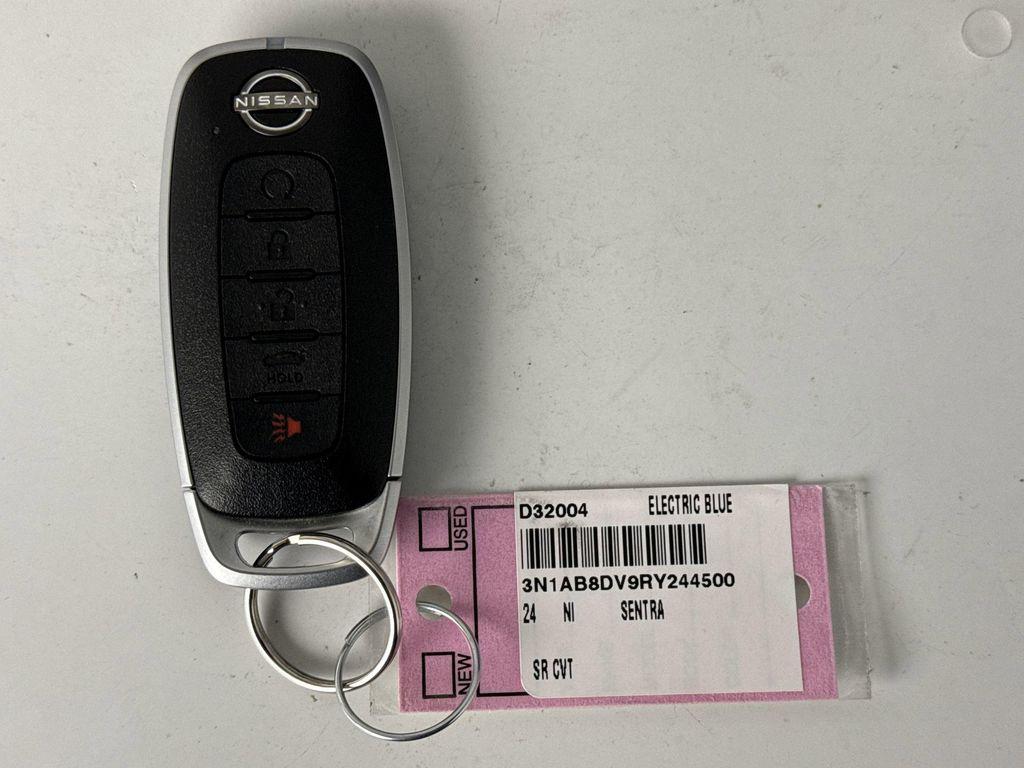 NISSAN
HOLD
USED
NEW
D32004 ELECTRIC BLUE
3N1AB8DV9RY244500
24 NI SENTRA
SR CVT